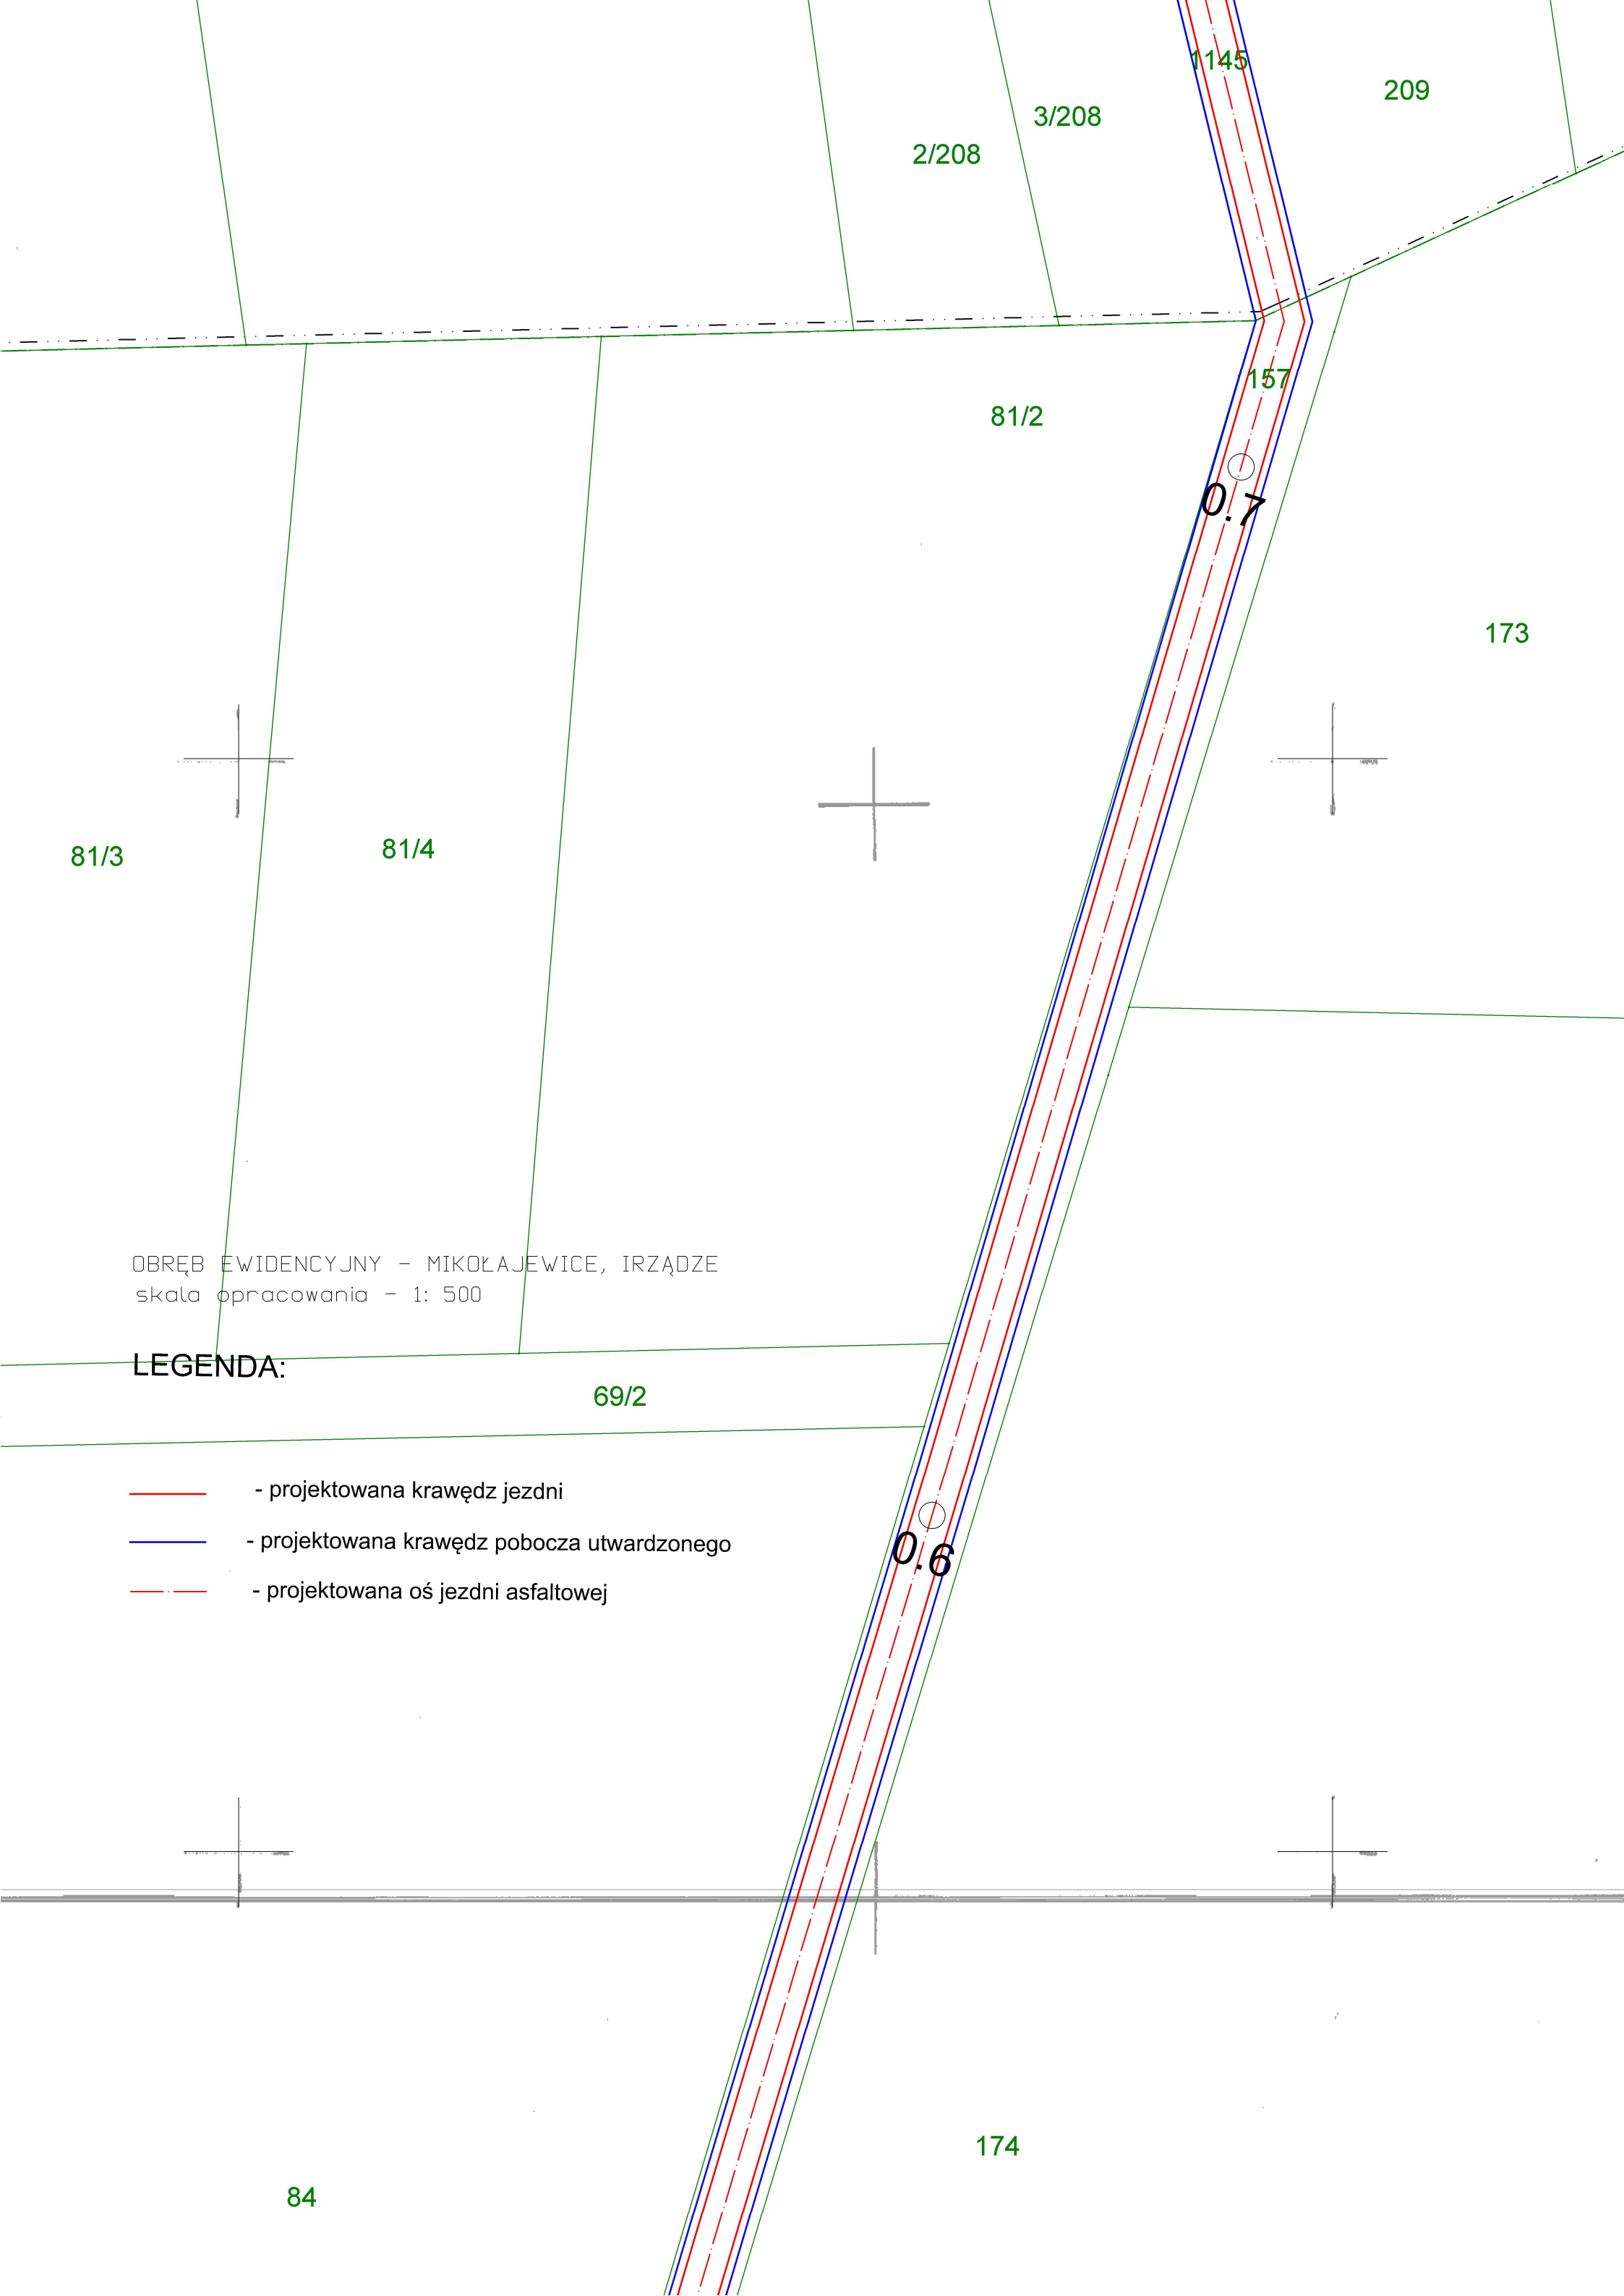 1145
209
3/208
2/208
157
81/2
0.7
173
81/3
81/4
OBRĘB EWIDENCYJNY - MIKOŁAJEWICE, IRZĄDZE
skala opracowania - 1: 500
LEGENDA:
69/2
- projektowana krawędz jezdni
- projektowana krawędz pobocza utwardzonego
- projektowana oś jezdni asfaltowej
0.6
174
84